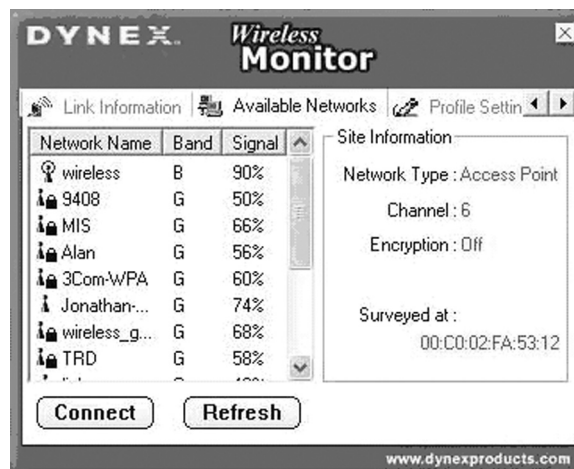 DYNEX Wireless Monitor
Link Information Available Networks Profile Settin
Network Name Band Signal
wireless B 90%
9408 G 50%
MIS G 66%
Alan G 56%
3Com-WPA G 60%
Jonathan-... G 74%
wireless_g... G 68%
TRD G 58%
Site Information
Network Type : Access Point
Channel : 6
Encryption : Off
Surveyed at :
00:C0:02:FA:53:12
Connect Refresh
www.dynexproducts.com